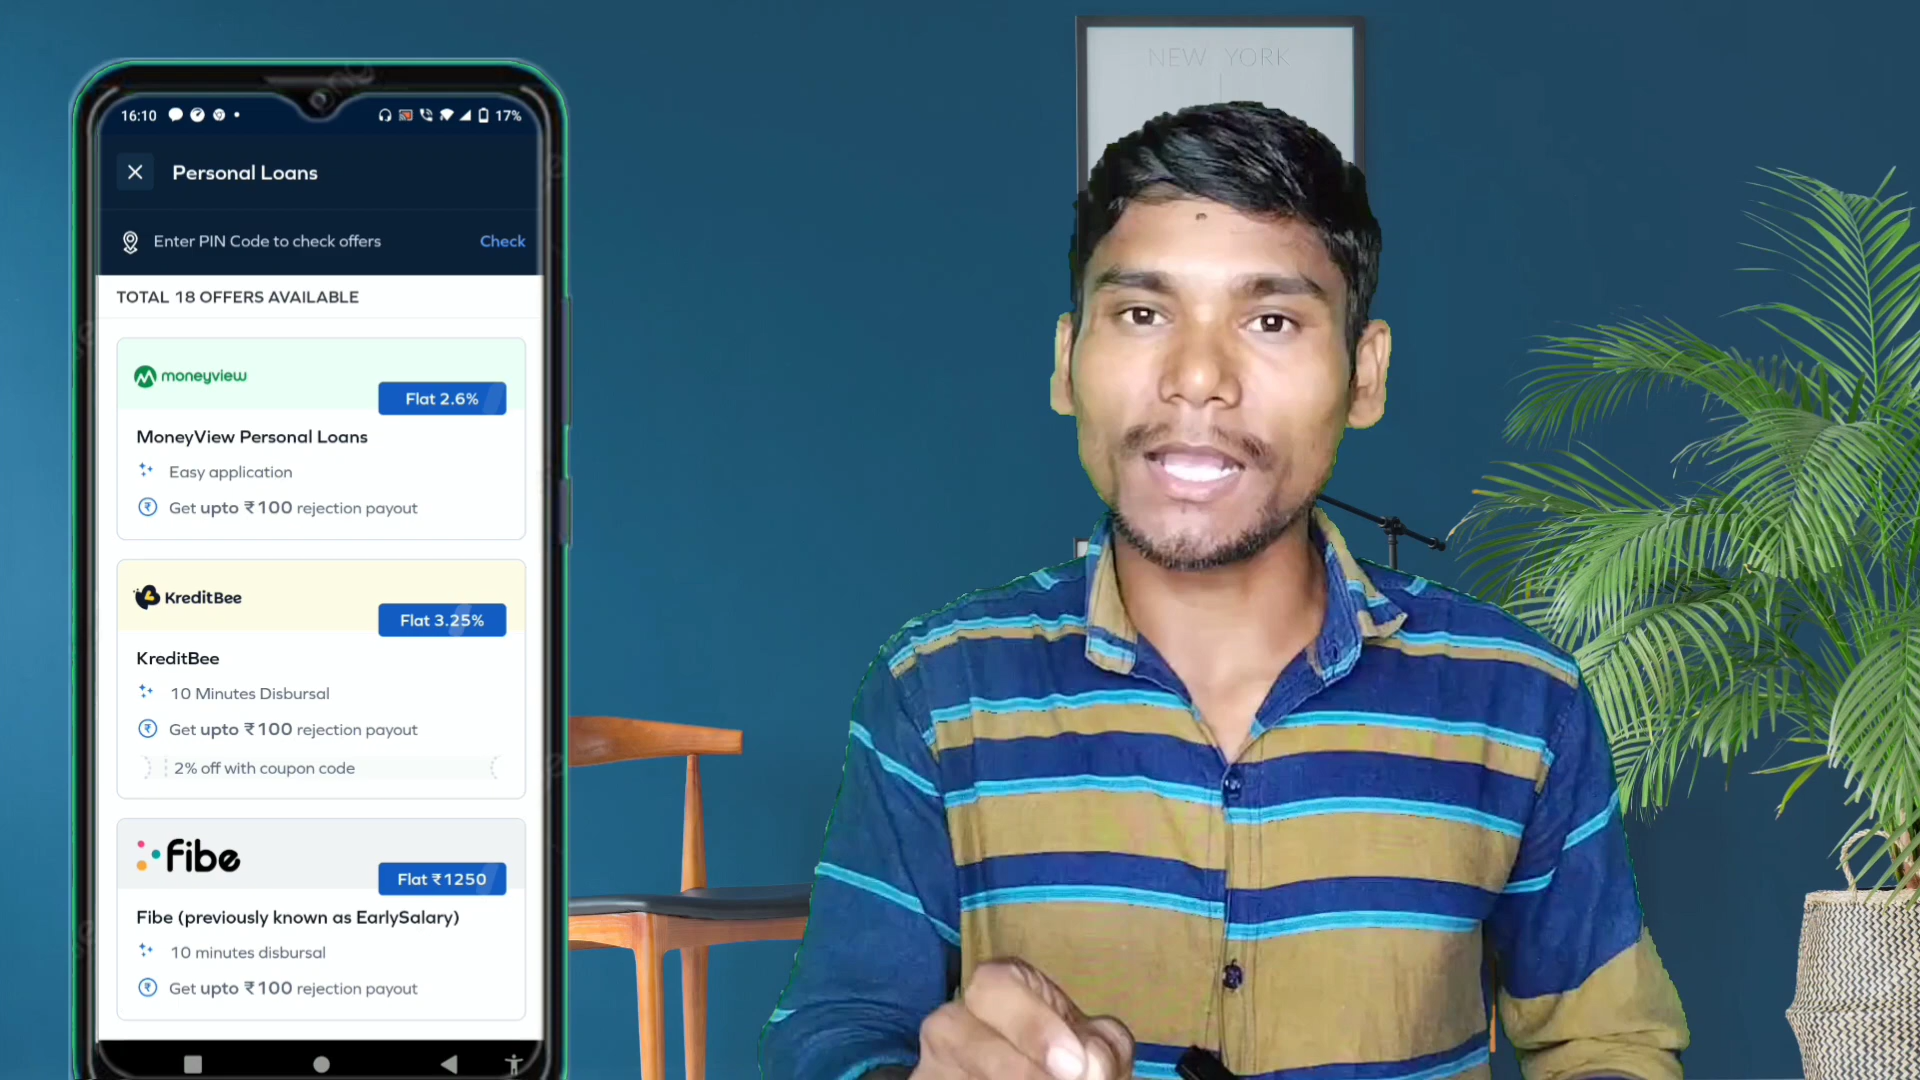 16:10
17%
Personal Loans
Enter PIN Code to check offers
Check
TOTAL 18 OFFERS AVAILABLE
moneyview
Flat 2.6%
MoneyView Personal Loans
Easy application
Get upto ₹100 rejection payout
KreditBee
Flat 3.25%
KreditBee
10 Minutes Disbursal
Get upto ₹100 rejection payout
2% off with coupon code
fibe
Flat ₹1250
Fibe (previously known as EarlySalary)
10 minutes disbursal
Get upto ₹100 rejection payout
NEW YORK